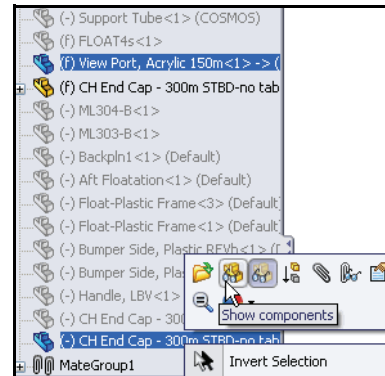 (-) Support Tube<1> (COSMOS)
(f) FLOAT4s<1>
(f) View Port, Acrylic 150m<1> -> (
(f) CH End Cap - 300m STBD-no tab
(-) ML304-B<1>
(-) ML303-B<1>
(-) Backpln1<1> (Default)
(-) Aft Floatation<1> (Default)
(-) Float-Plastic Frame<3> (Default
(-) Float-Plastic Frame<1> (Default
(-) Bumper Side, Plastic REVb<1> (
(-) Bumper Side, Plas
(-) Handle, LBV<1>
Show components
(-) CH End Cap - 300
(-) CH End Cap - 300m STBD-no tab
MateGroup1
Invert Selection